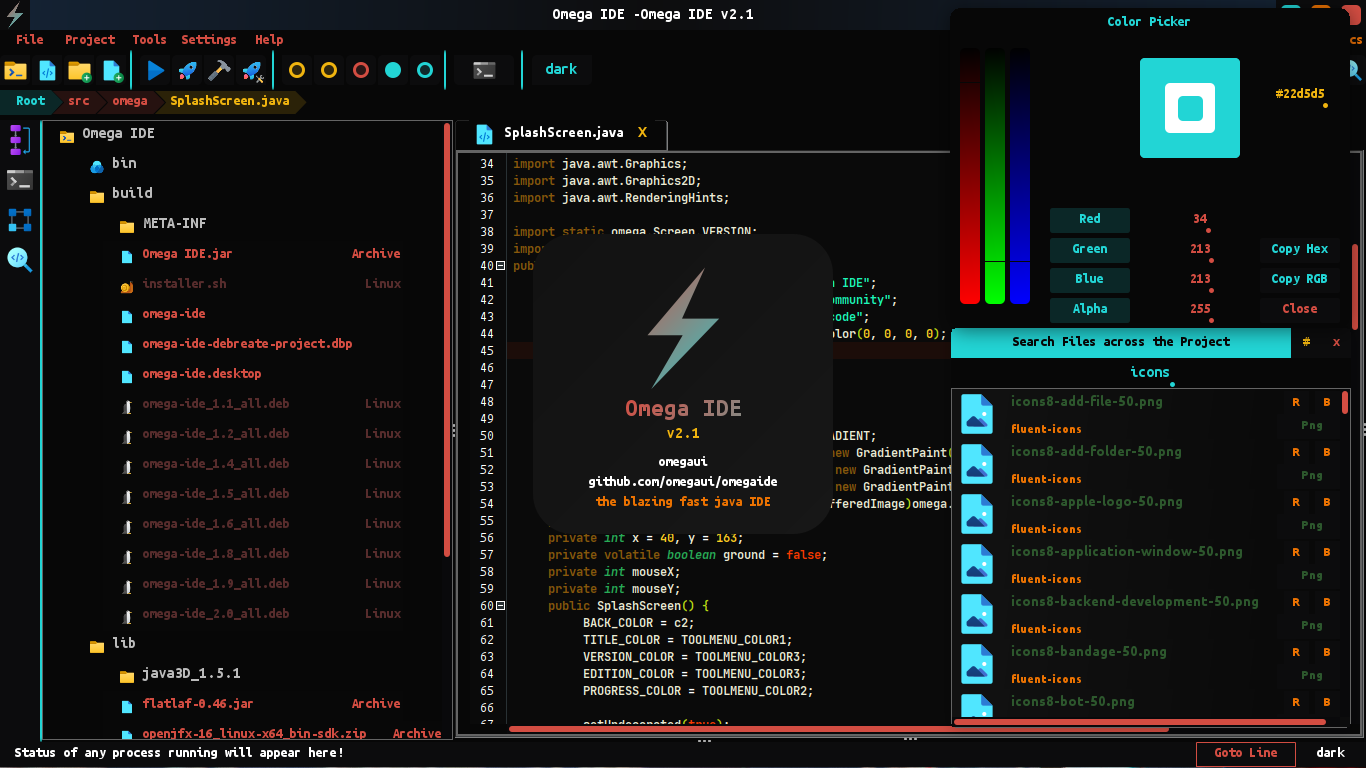 Omega IDE -Omega IDE v2.1
File Project Tools Settings Help
dark
Root src omega SplashScreen.java
Omega IDE
bin
build
META-INF
Omega IDE.jar Archive
installer.sh Linux
omega-ide
omega-ide-debreate-project.dbp
omega-ide.desktop
omega-ide_1.1_all.deb Linux
omega-ide_1.2_all.deb Linux
omega-ide_1.4_all.deb Linux
omega-ide_1.5_all.deb Linux
omega-ide_1.6_all.deb Linux
omega-ide_1.8_all.deb Linux
omega-ide_1.9_all.deb Linux
omega-ide_2.0_all.deb Linux
lib
java3D_1.5.1
flatlaf-0.46.jar Archive
openjfx-16_linux-x64_bin-sdk.zip Archive
SplashScreen.java X
34 import java.awt.Graphics;
35 import java.awt.Graphics2D;
36 import java.awt.RenderingHints;
37
38 import static omega.Screen.VERSION;
39 impo
40 pu
41 a IDE";
42 ommunity";
43 code";
44 olor(0, 0, 0, 0);
45
46
47
48
49
50 ADIENT;
51 new GradientPaint(
52 new GradientPaint
53 new GradientPaint
54 fferedImage)omega.
55
56 private int x = 40, y = 163;
57 private volatile boolean ground = false;
58 private int mouseX;
59 private int mouseY;
60 public SplashScreen() {
61 BACK_COLOR = c2;
62 TITLE_COLOR = TOOLMENU_COLOR1;
63 VERSION_COLOR = TOOLMENU_COLOR3;
64 EDITION_COLOR = TOOLMENU_COLOR3;
65 PROGRESS_COLOR = TOOLMENU_COLOR2;
66
67 setUndecorated(true);
Omega IDE
v2.1
omegaui
github.com/omegaui/omegaide
the blazing fast java IDE
Color Picker
#22d5d5
Red 34
Green 213 Copy Hex
Blue 213 Copy RGB
Alpha 255 Close
cs
Search Files across the Project # x
icons
icons8-add-file-50.png R B
fluent-icons Png
icons8-add-folder-50.png R B
fluent-icons Png
icons8-apple-logo-50.png R B
fluent-icons Png
icons8-application-window-50.png R B
fluent-icons Png
icons8-backend-development-50.png R B
fluent-icons Png
icons8-bandage-50.png R B
fluent-icons Png
icons8-bot-50.png R B
Status of any process running will appear here! Goto Line dark